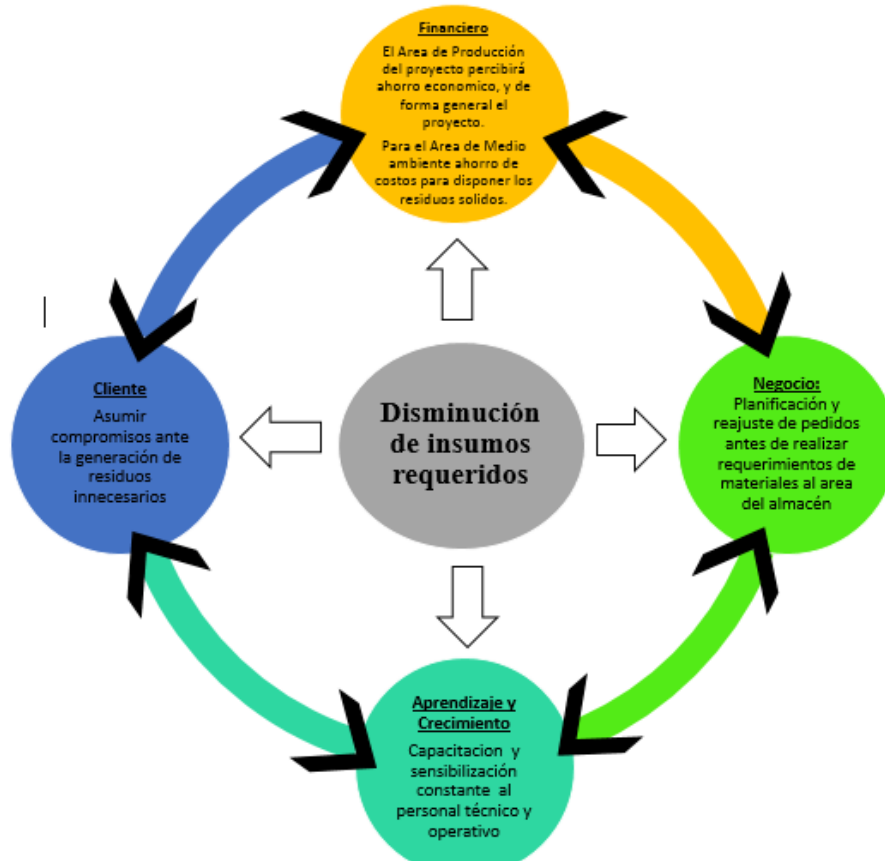 Financiero
El Area de Producción
del proyecto percibirá
ahorro economico, y de
forma general el
proyecto.
Para el Area de Medio
ambiente ahorro de
costos para disponer los
residuos solidos.
Cliente
Asumir
compromisos ante
la generación de
residuos
innecesarios
Disminución
de insumos
requeridos
Negocio:
Planificación y
reajuste de pedidos
antes de realizar
requerimientos de
materiales al area
del almacén
Aprendizaje y
Crecimiento
Capacitacion y
sensibilización
constante al
personal técnico y
operativo